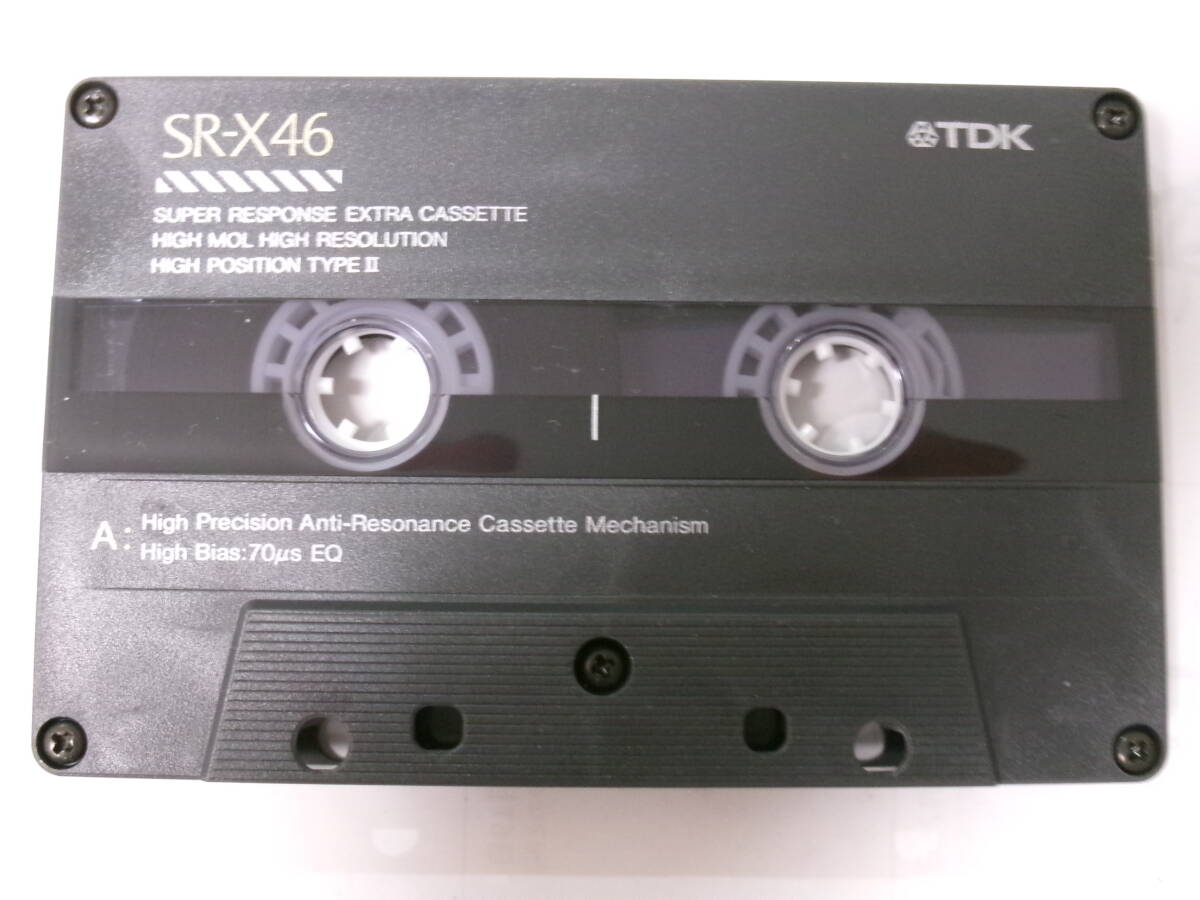 SR-X46
TDK
SUPER RESPONSE EXTRA CASSETTE
HIGH MOL HIGH RESOLUTION
HIGH POSITION TYPE II
A: High Precision Anti-Resonance Cassette Mechanism
High Bias:70μs EQ